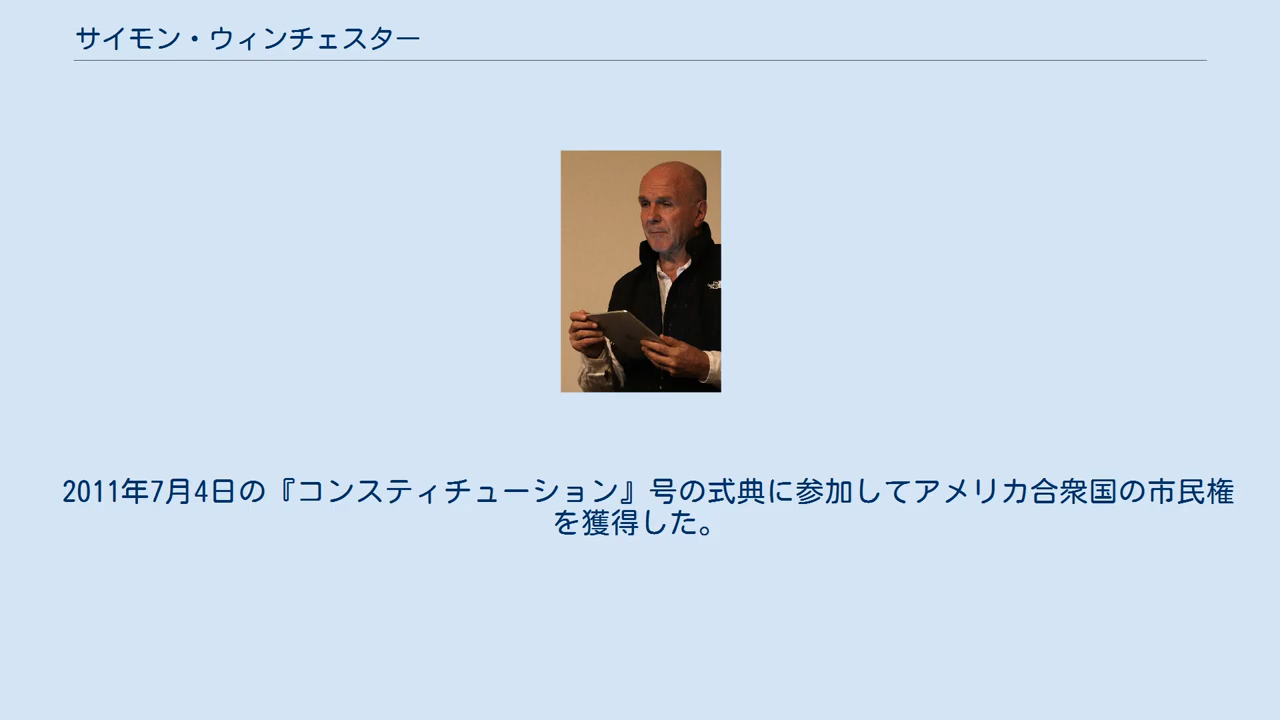 サイモン・ウィンチェスター
2011年7月4日の『コンスティチューション』号の式典に参加してアメリカ合衆国の市民権
を獲得した。